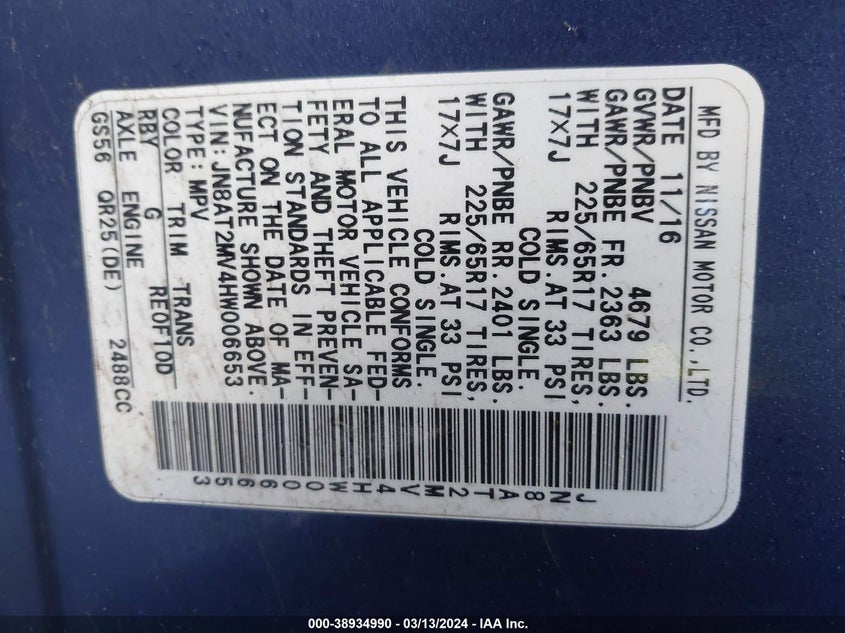 MFD BY NISSAN MOTOR CO.,LTD.
DATE 11/16
GVWR/PNBV 4679 LBS.
GAWR/PNBE FR. 2363 LBS.
WITH 225/65R17 TIRES,
17X7J RIMS.AT 33 PSI
COLD SINGLE.
GAWR/PNBE RR. 2401 LBS.
WITH 225/65R17 TIRES,
17X7J RIMS.AT 33 PSI
COLD SINGLE.
THIS VEHICLE CONFORMS
TO ALL APPLICABLE FED-
ERAL MOTOR VEHICLE SA-
FETY AND THEFT PREVEN-
TION STANDARDS IN EFF-
ECT ON THE DATE OF MA-
NUFACTURE SHOWN ABOVE.
VIN: JN8AT2MV4HW006653
TYPE: MPV
COLOR TRIM TRANS
RBY G RE0F10D
AXLE ENGINE
GS56 QR25(DE) 2488CC
JN8AT2MV4HW006653
000-38934990 - 03/13/2024 - IAA Inc.